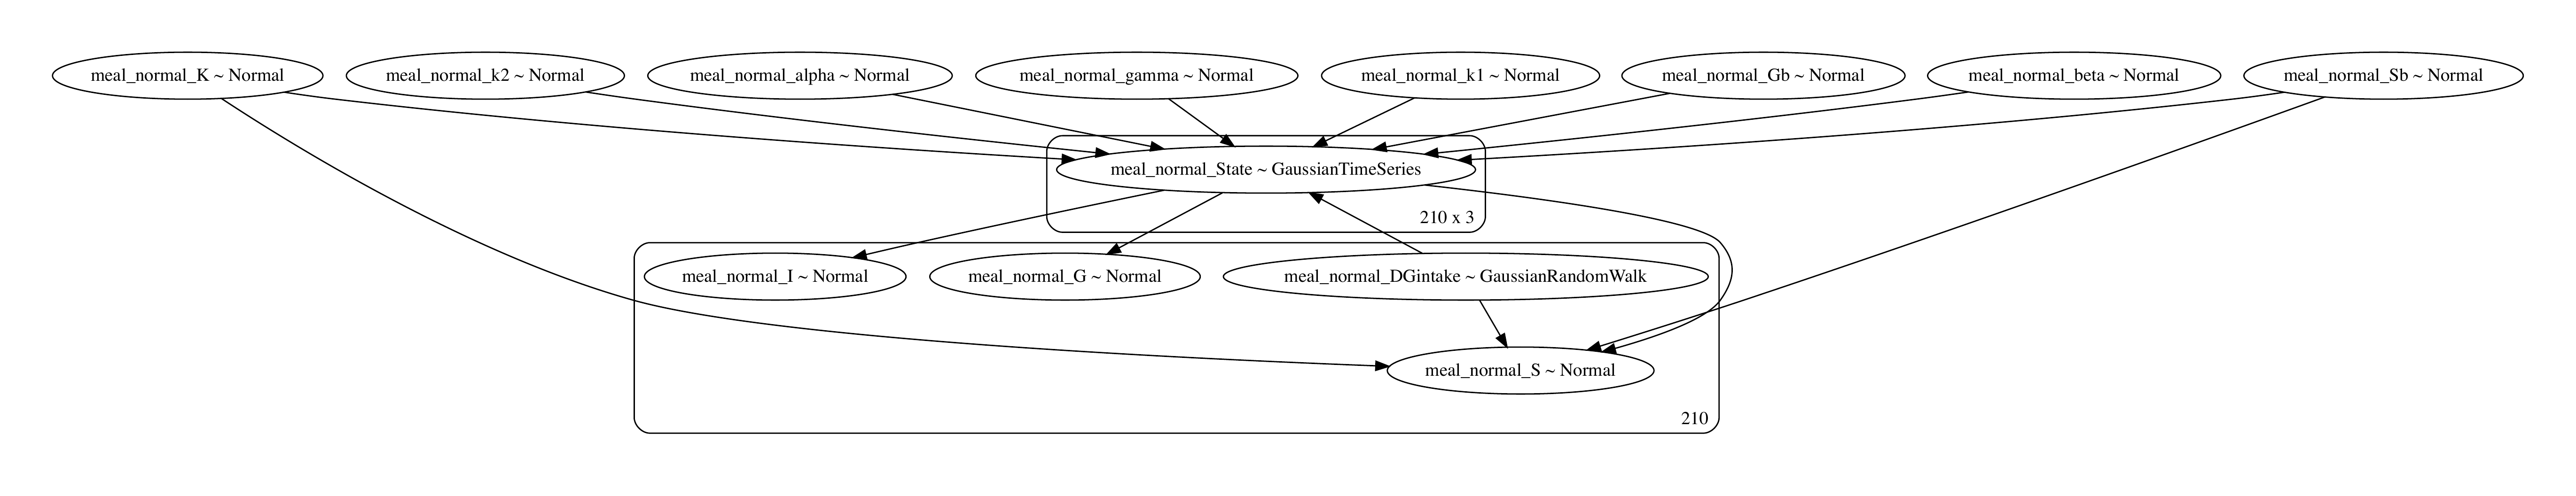 meal_normal_K ~ Normal
meal_normal_k2 ~ Normal
meal_normal_alpha ~ Normal
meal_normal_gamma ~ Normal
meal_normal_k1 ~ Normal
meal_normal_Gb ~ Normal
meal_normal_beta ~ Normal
meal_normal_Sb ~ Normal
meal_normal_State ~ GaussianTimeSeries
210 x 3
meal_normal_I ~ Normal
meal_normal_G ~ Normal
meal_normal_DGintake ~ GaussianRandomWalk
meal_normal_S ~ Normal
210